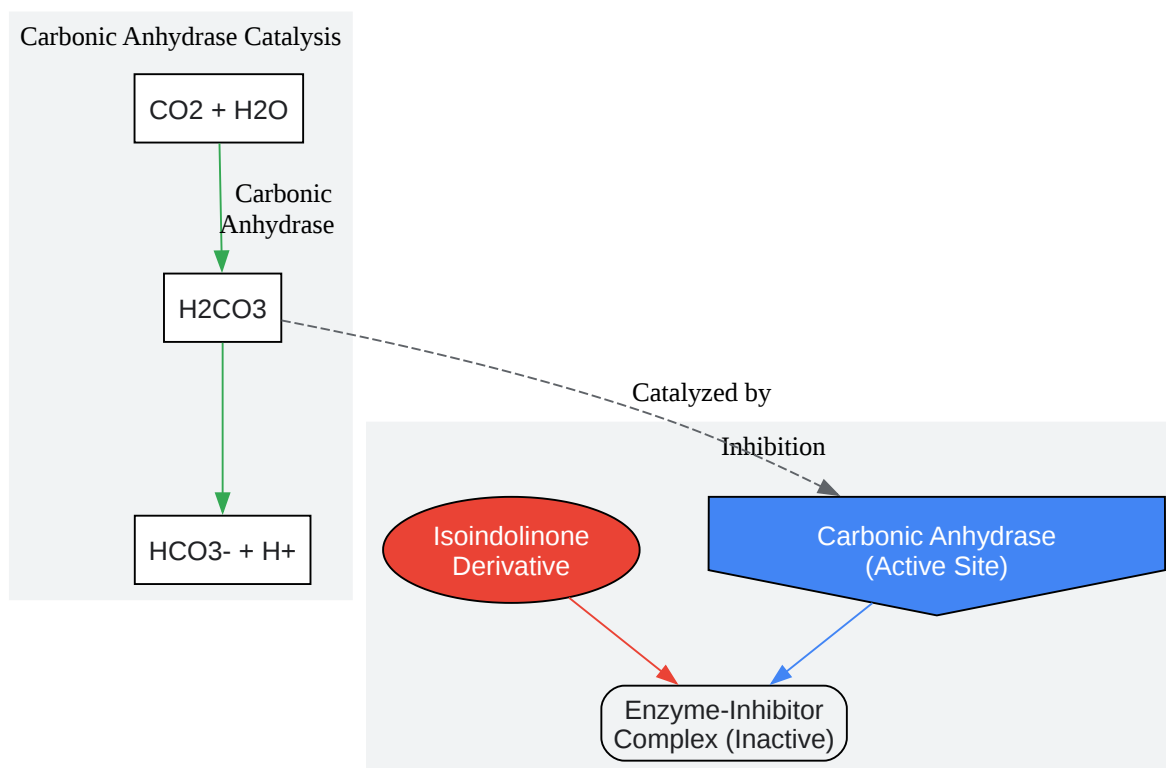 Carbonic Anhydrase Catalysis
CO2 + H2O
Carbonic
Anhydrase
H2CO3
Catalyzed by
Inhibition
HCO3- + H+
Isoindolinone
Derivative
Carbonic Anhydrase
(Active Site)
Enzyme-Inhibitor
Complex (Inactive)